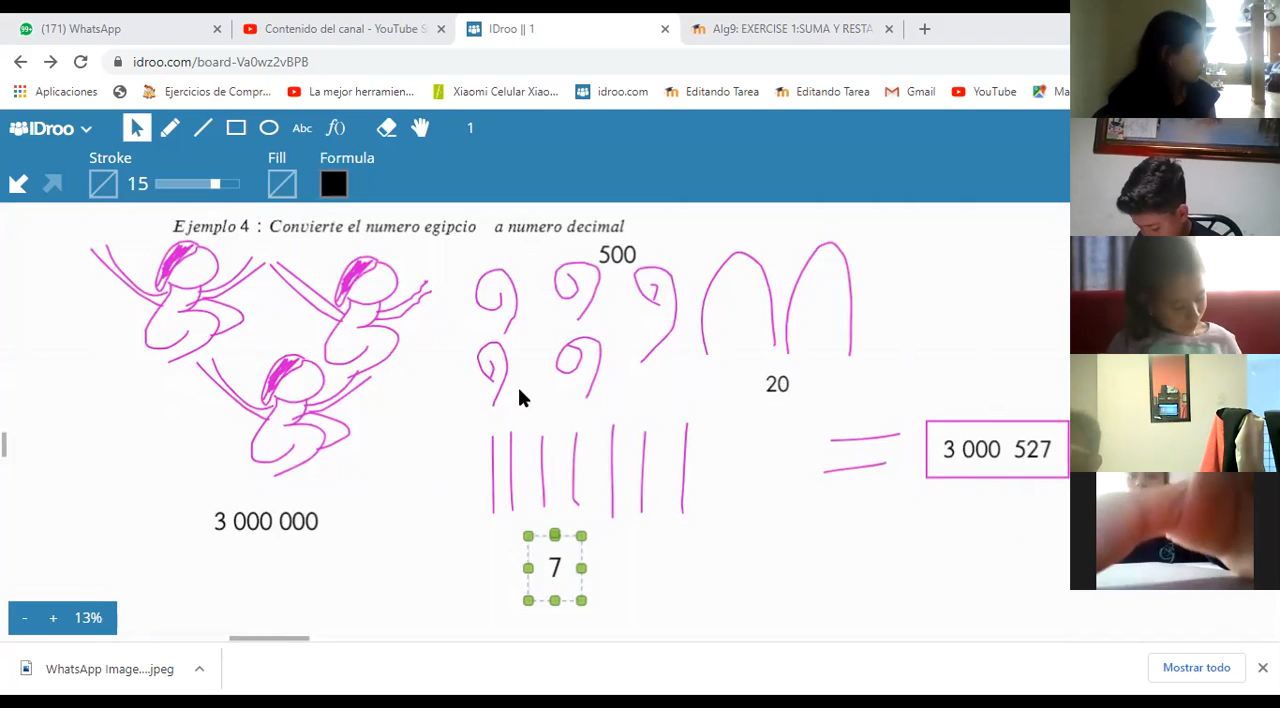 (171) WhatsApp
Contenido del canal - YouTube S
IDroo || 1
Alg9: EXERCISE 1:SUMA Y RESTA
idroo.com/board-Va0wz2vBPB
Aplicaciones
Ejercicios de Compr...
La mejor herramien...
Xiaomi Celular Xiao...
idroo.com
Editando Tarea
Editando Tarea
Gmail
YouTube
Ma
IDroo
Abc
f()
1
Stroke
Fill
Formula
15
Ejemplo 4 : Convierte el numero egipcio a numero decimal
500
20
3 000 527
3 000 000
7
- + 13%
WhatsApp Image....jpeg
Mostrar todo